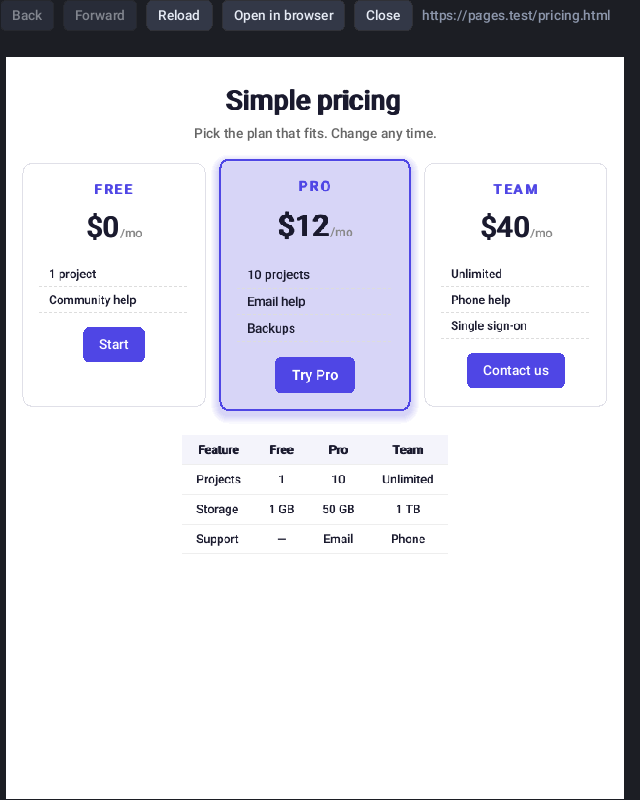 Back Forward Reload Open in browser Close https://pages.test/pricing.html
Simple pricing
Pick the plan that fits. Change any time.
FREE
$0/mo
1 project
Community help
Start
PRO
$12/mo
10 projects
Email help
Backups
Try Pro
TEAM
$40/mo
Unlimited
Phone help
Single sign-on
Contact us
Feature Free Pro Team
Projects 1 10 Unlimited
Storage 1 GB 50 GB 1 TB
Support — Email Phone